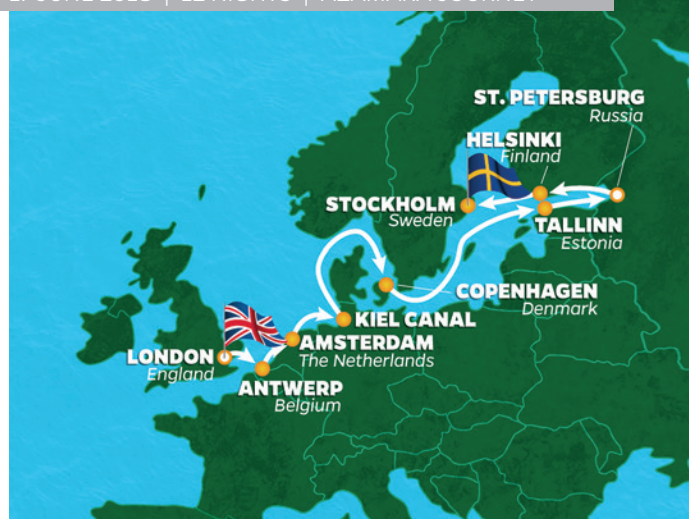 ST. PETERSBURG
Russia
HELSINKI
Finland
STOCKHOLM
Sweden
TALLINN
Estonia
COPENHAGEN
Denmark
KIEL CANAL
AMSTERDAM
The Netherlands
LONDON
England
ANTWERP
Belgium